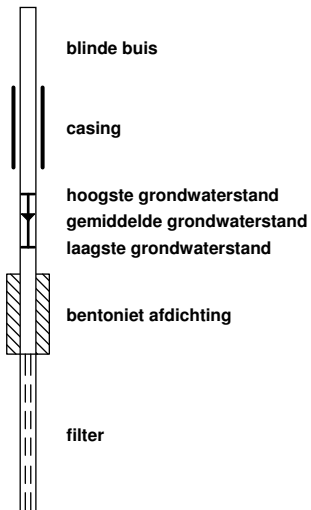 blinde buis
casing
hoogste grondwaterstand
gemiddelde grondwaterstand
laagste grondwaterstand
bentoniet afdichting
filter